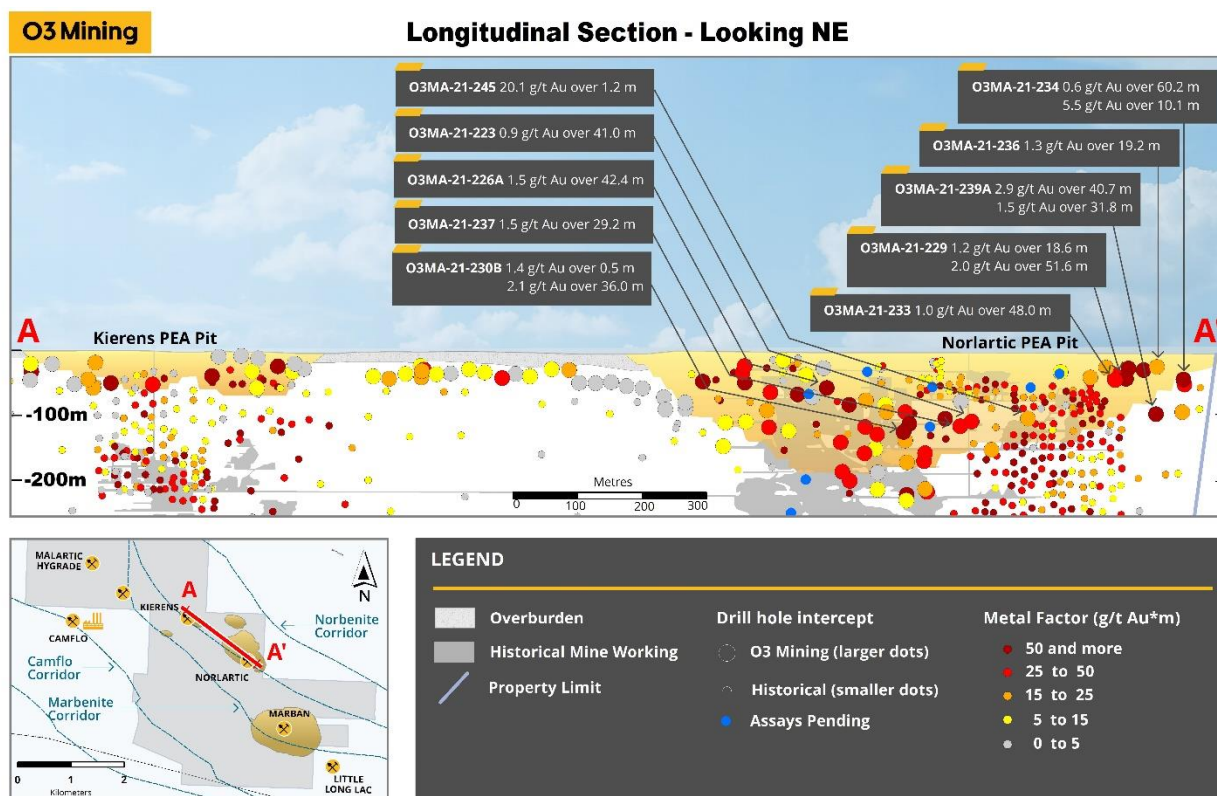 O3 Mining
Longitudinal Section - Looking NE
O3MA-21-245 20.1 g/t Au over 1.2 m
O3MA-21-223 0.9 g/t Au over 41.0 m
O3MA-21-226A 1.5 g/t Au over 42.4 m
O3MA-21-237 1.5 g/t Au over 29.2 m
O3MA-21-230B 1.4 g/t Au over 0.5 m
2.1 g/t Au over 36.0 m
O3MA-21-234 0.6 g/t Au over 60.2 m
5.5 g/t Au over 10.1 m
O3MA-21-236 1.3 g/t Au over 19.2 m
O3MA-21-239A 2.9 g/t Au over 40.7 m
1.5 g/t Au over 31.8 m
O3MA-21-229 1.2 g/t Au over 18.6 m
2.0 g/t Au over 51.6 m
O3MA-21-233 1.0 g/t Au over 48.0 m
A
Kierens PEA Pit
Norlartic PEA Pit
A'
-100m
-200m
Metres
0 100 200 300
MALARTIC
HYGRADE
A
KIERENS
N
Norbenite
Corridor
CAMFLO
A'
Camflo
Corridor
NORLARTIC
Marbenite
Corridor
MARBAN
LITTLE
LONG LAC
0 1 2
Kilometers
LEGEND
Overburden
Historical Mine Working
Property Limit
Drill hole intercept
O3 Mining (larger dots)
Historical (smaller dots)
Assays Pending
Metal Factor (g/t Au*m)
50 and more
25 to 50
15 to 25
5 to 15
0 to 5